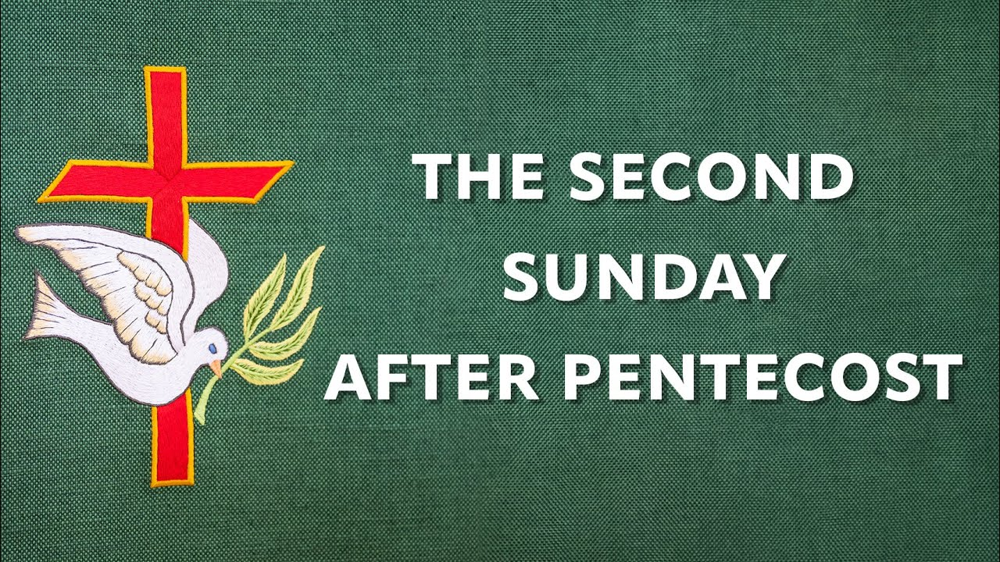 THE SECOND
SUNDAY
AFTER PENTECOST